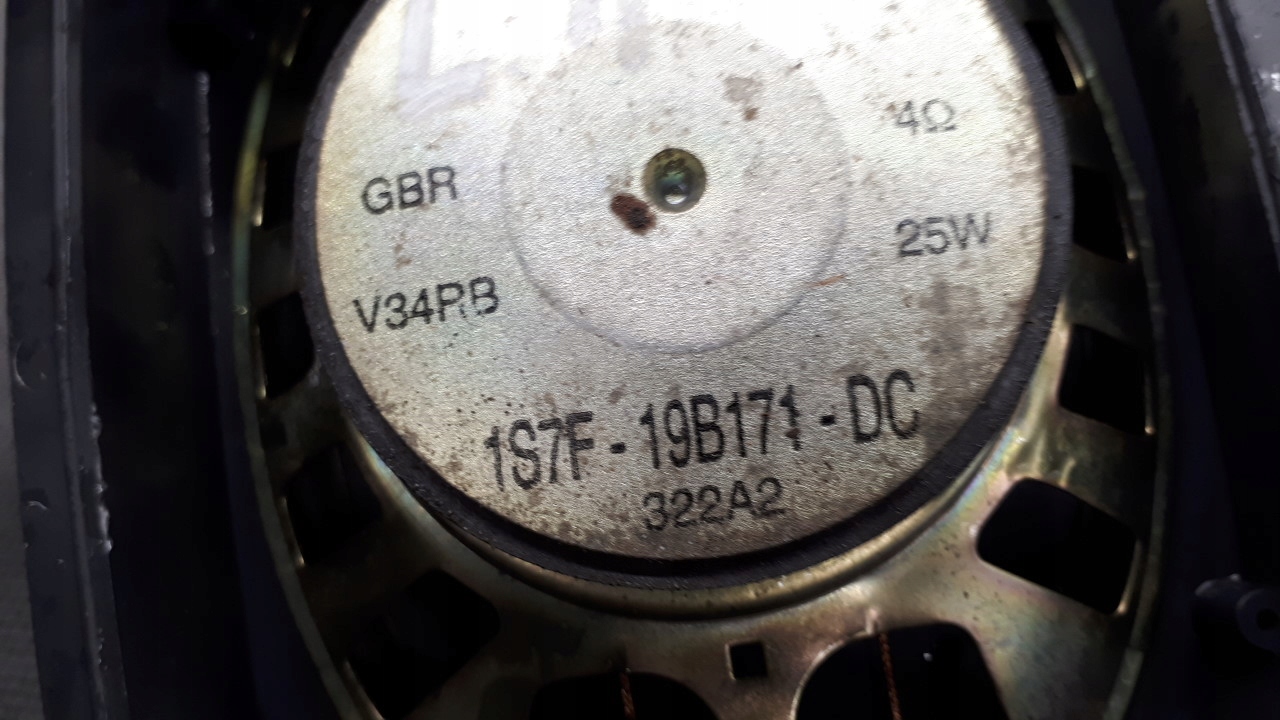 GBR
4Ω
V34RB
25W
1S7F - 19B171 - DC
322A2